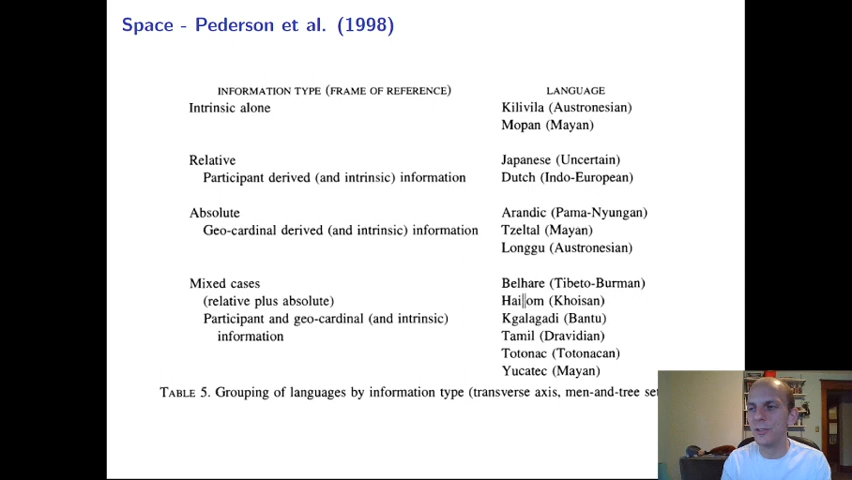 Space - Pederson et al. (1998)
INFORMATION TYPE (FRAME OF REFERENCE) LANGUAGE
Intrinsic alone Kilivila (Austronesian)
Mopan (Mayan)
Relative Japanese (Uncertain)
Participant derived (and intrinsic) information Dutch (Indo-European)
Absolute Arandic (Pama-Nyungan)
Geo-cardinal derived (and intrinsic) information Tzeltal (Mayan)
Longgu (Austronesian)
Mixed cases Belhare (Tibeto-Burman)
(relative plus absolute) Hai‖om (Khoisan)
Participant and geo-cardinal (and intrinsic) Kgalagadi (Bantu)
information Tamil (Dravidian)
Totonac (Totonacan)
Yucatec (Mayan)
TABLE 5. Grouping of languages by information type (transverse axis, men-and-tree